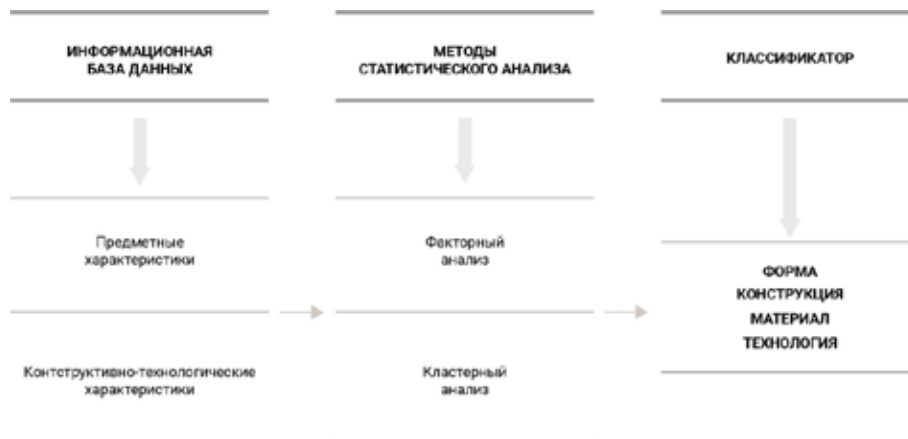 ИНФОРМАЦИОННАЯ
БАЗА ДАННЫХ
МЕТОДЫ
СТАТИСТИЧЕСКОГО АНАЛИЗА
КЛАССИФИКАТОР
Предметные
характеристики
Факторный
анализ
ФОРМА
КОНСТРУКЦИЯ
МАТЕРИАЛ
ТЕХНОЛОГИЯ
Контструктивно-технологические
характеристики
Кластерный
анализ